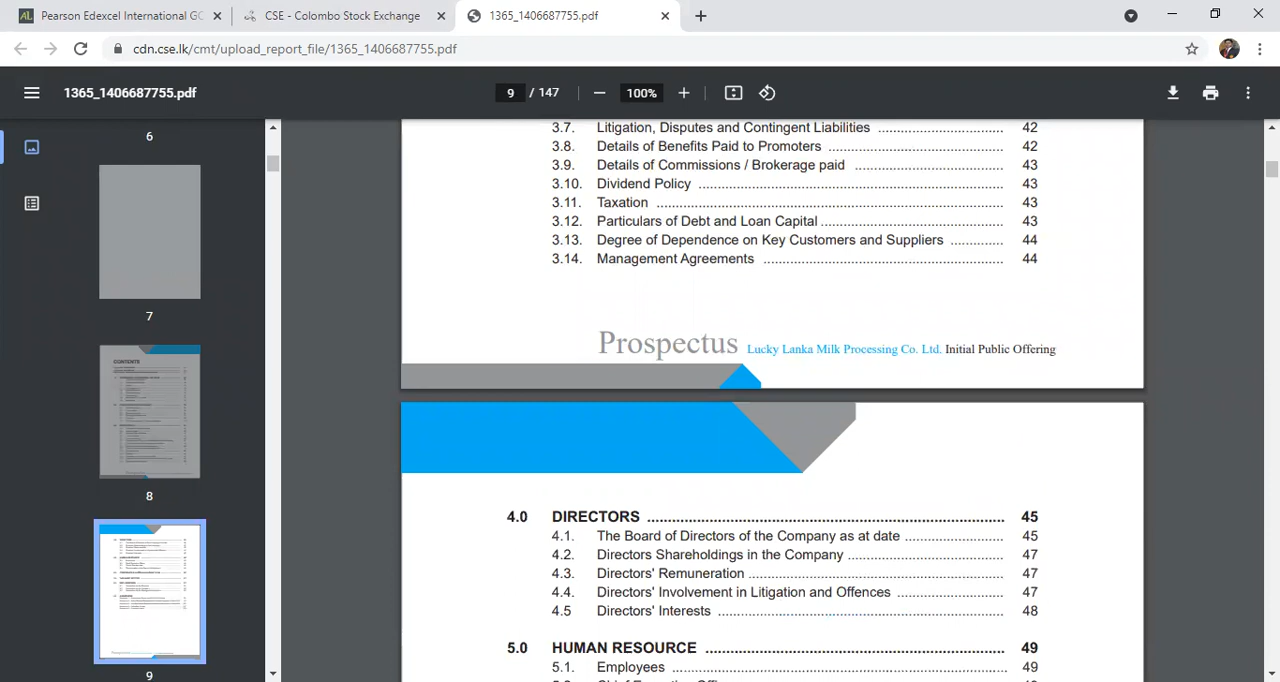 Pearson Edexcel International GC
CSE - Colombo Stock Exchange
1365_1406687755.pdf
cdn.cse.lk/cmt/upload_report_file/1365_1406687755.pdf
1365_1406687755.pdf
9 / 147
100%
6
7
8
9
CONTENTS
3.7. Litigation, Disputes and Contingent Liabilities ................................ 42
3.8. Details of Benefits Paid to Promoters ............................................ 42
3.9. Details of Commissions / Brokerage paid ...................................... 43
3.10. Dividend Policy ............................................................................. 43
3.11. Taxation ........................................................................................ 43
3.12. Particulars of Debt and Loan Capital .............................................. 43
3.13. Degree of Dependence on Key Customers and Suppliers ............. 44
3.14. Management Agreements ............................................................. 44
Prospectus Lucky Lanka Milk Processing Co. Ltd. Initial Public Offering
4.0 DIRECTORS ......................................................................................... 45
4.1. The Board of Directors of the Company as at date ......................... 45
4.2. Directors Shareholdings in the Company ....................................... 47
4.3. Directors' Remuneration ................................................................ 47
4.4. Directors' Involvement in Litigation and Offences ........................... 47
4.5 Directors' Interests ........................................................................ 48
5.0 HUMAN RESOURCE ........................................................................... 49
5.1. Employees .................................................................................... 49